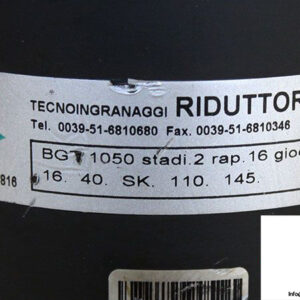 TECNOINGRANAGGI RIDUTTOR
Tel. 0039-51-6810680 Fax. 0039-51-6810346
BGT 1050 stadi.2 rap.16 gioc
816 16. 40. SK. 110. 145.